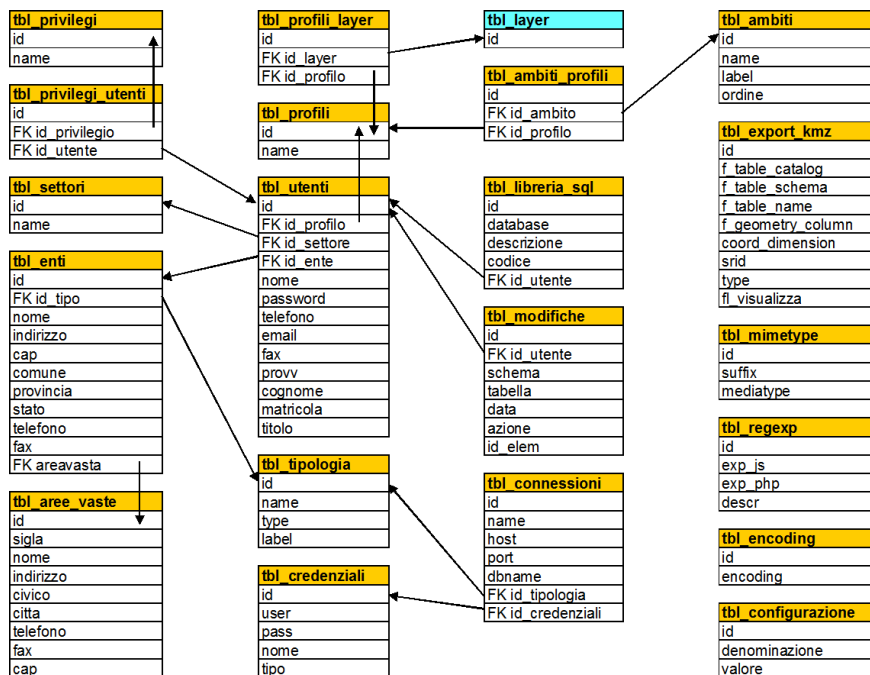 tbl_privilegi
id
name
tbl_privilegi_utenti
id
FK id_privilegio
FK id_utente
tbl_settori
id
name
tbl_enti
id
FK id_tipo
nome
indirizzo
cap
comune
provincia
stato
telefono
fax
FK areavasta
tbl_aree_vaste
id
sigla
nome
indirizzo
civico
citta
telefono
fax
cap
tbl_profili_layer
id
FK id_layer
FK id_profilo
tbl_profili
id
name
tbl_utenti
id
FK id_profilo
FK id_settore
FK id_ente
nome
password
telefono
email
fax
provv
cognome
matricola
titolo
tbl_tipologia
id
name
type
label
tbl_credenziali
id
user
pass
nome
tipo
tbl_layer
id
tbl_ambiti_profili
id
FK id_ambito
FK id_profilo
tbl_libreria_sql
id
database
descrizione
codice
FK id_utente
tbl_modifiche
id
FK id_utente
schema
tabella
data
azione
id_elem
tbl_connessioni
id
name
host
port
dbname
FK id_tipologia
FK id_credenziali
tbl_ambiti
id
name
label
ordine
tbl_export_kmz
id
f_table_catalog
f_table_schema
f_table_name
f_geometry_column
coord_dimension
srid
type
fl_visualizza
tbl_mimetype
id
suffix
mediatype
tbl_regexp
id
exp_js
exp_php
descr
tbl_encoding
id
encoding
tbl_configurazione
id
denominazione
valore